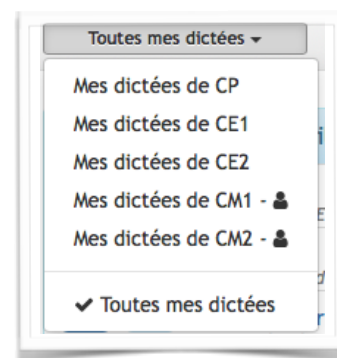 Toutes mes dictées
Mes dictées de CP
Mes dictées de CE1
Mes dictées de CE2
Mes dictées de CM1 -
Mes dictées de CM2 -
Toutes mes dictées